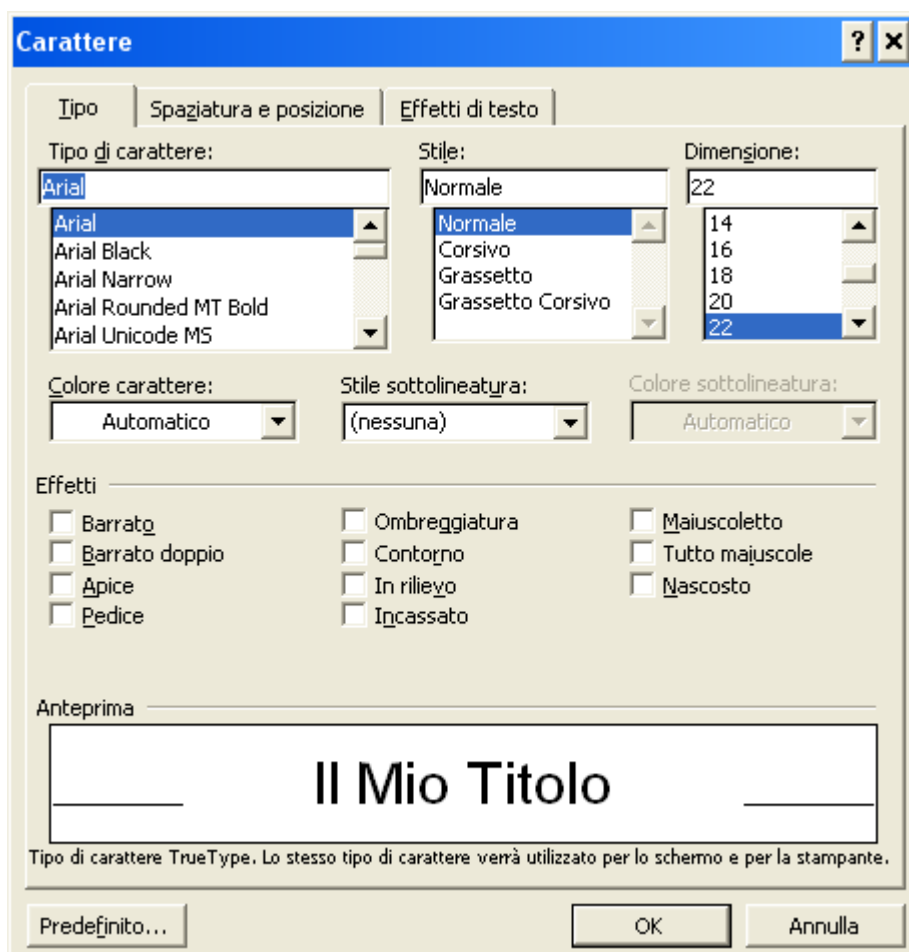 Carattere
Tipo Spaziatura e posizione Effetti di testo
Tipo di carattere: Stile: Dimensione:
Arial Normale 22
Arial Normale 14
Arial Black Corsivo 16
Arial Narrow Grassetto 18
Arial Rounded MT Bold Grassetto Corsivo 20
Arial Unicode MS 22
Colore carattere: Stile sottolineatura: Colore sottolineatura:
Automatico (nessuna) Automatico
Effetti
Barrato Ombreggiatura Maiuscoletto
Barrato doppio Contorno Tutto maiuscole
Apice In rilievo Nascosto
Pedice Incassato
Anteprima
Il Mio Titolo
Tipo di carattere TrueType. Lo stesso tipo di carattere verrà utilizzato per lo schermo e per la stampante.
Predefinito... OK Annulla